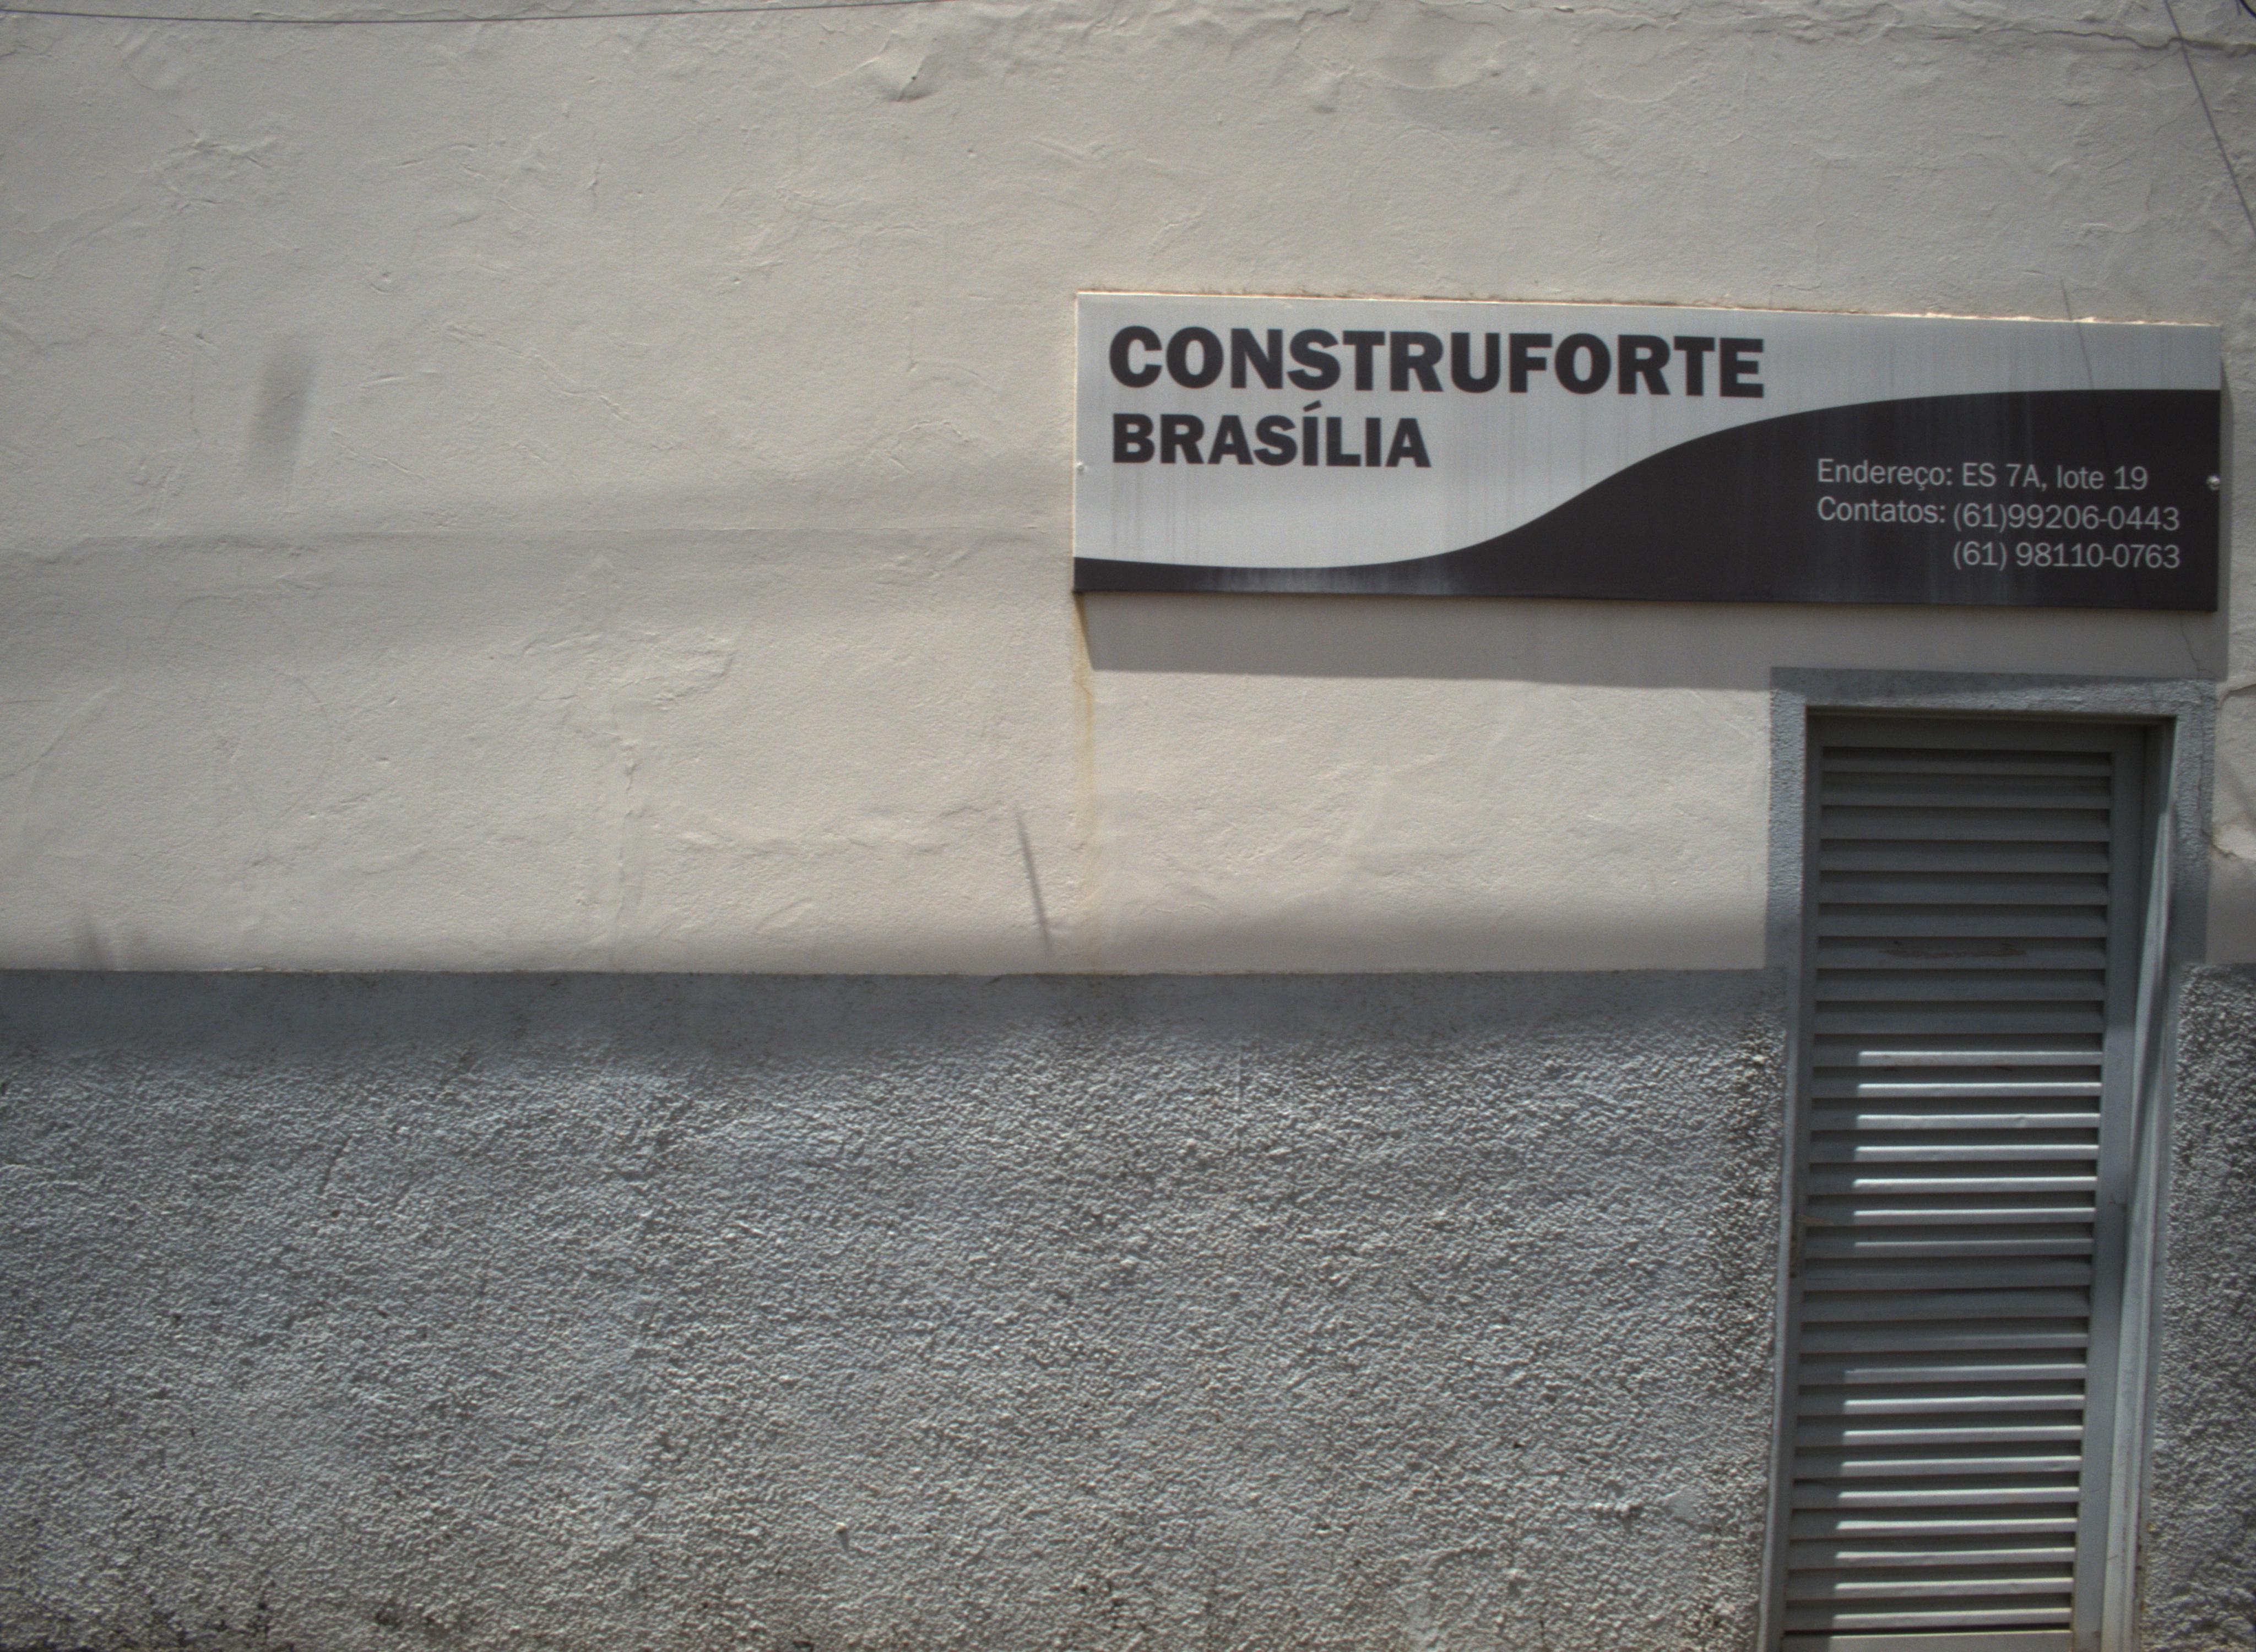 CONSTRUFORTE
BRASÍLIA
Endereço: ES 7A, lote 19
Contatos: (61)99206-0443
(61) 98110-0763